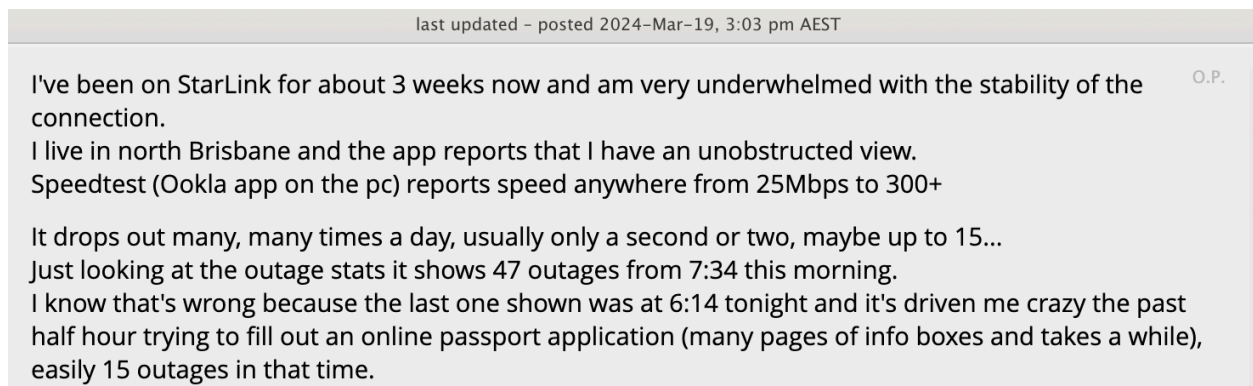 last updated – posted 2024-Mar-19, 3:03 pm AEST
O.P.
I've been on StarLink for about 3 weeks now and am very underwhelmed with the stability of the
connection.
I live in north Brisbane and the app reports that I have an unobstructed view.
Speedtest (Ookla app on the pc) reports speed anywhere from 25Mbps to 300+
It drops out many, many times a day, usually only a second or two, maybe up to 15...
Just looking at the outage stats it shows 47 outages from 7:34 this morning.
I know that's wrong because the last one shown was at 6:14 tonight and it's driven me crazy the past
half hour trying to fill out an online passport application (many pages of info boxes and takes a while),
easily 15 outages in that time.